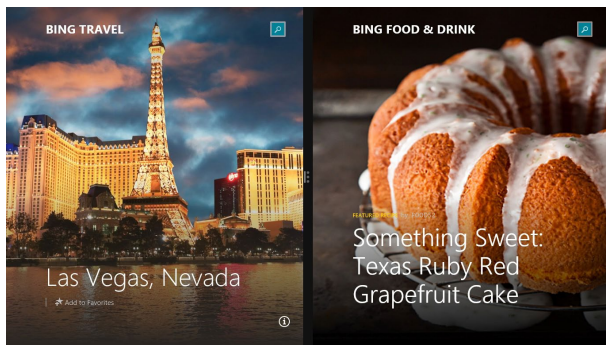 BING TRAVEL
Las Vegas, Nevada
Add to Favorites
BING FOOD & DRINK
Something Sweet:
Texas Ruby Red
Grapefruit Cake